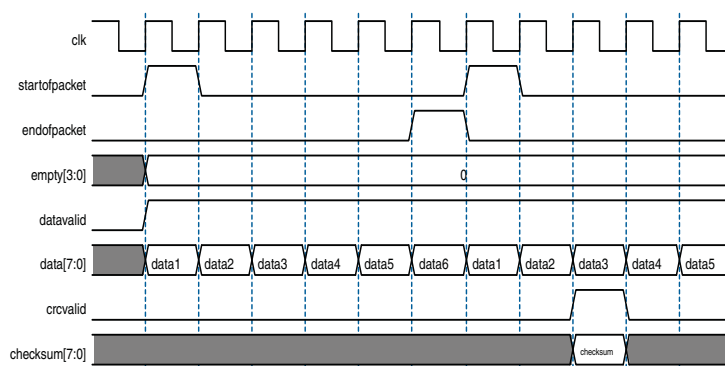 clk
startofpacket
endofpacket
empty[3:0] 0
datavalid
data[7:0] data1 data2 data3 data4 data5 data6 data1 data2 data3 data4 data5
crcvalid
checksum[7:0] checksum